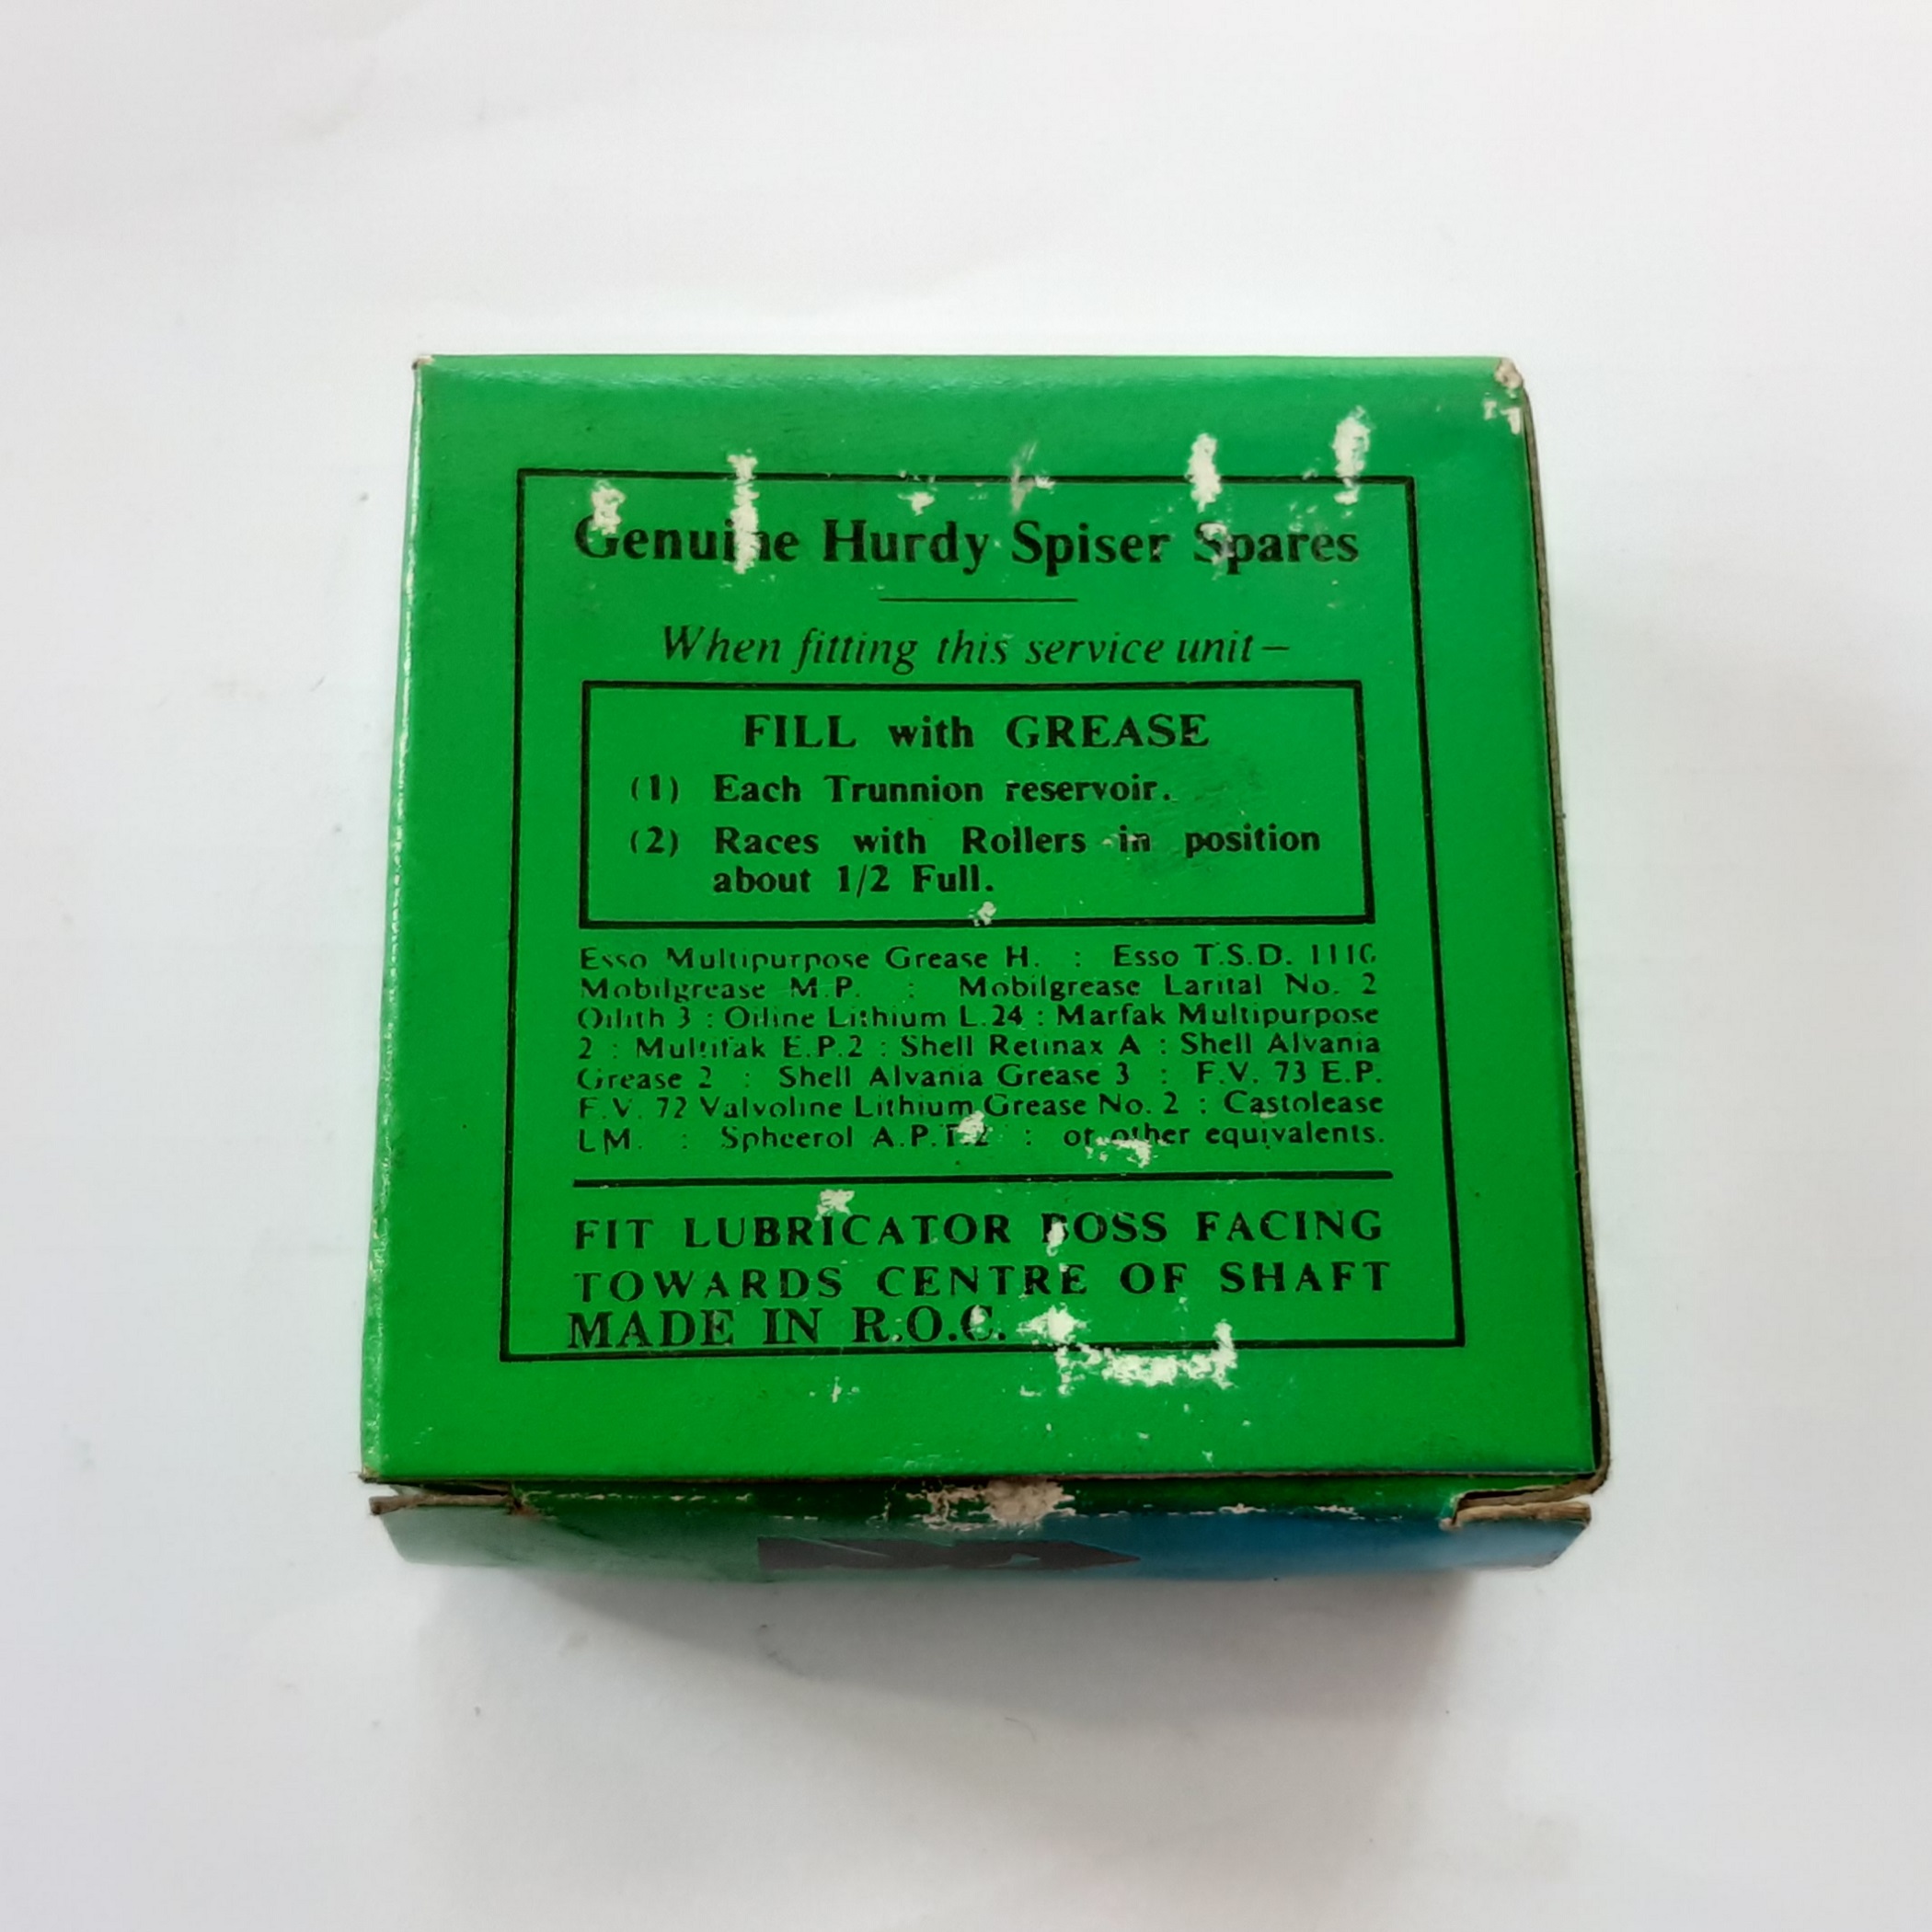 Genuine Hurdy Spiser Spares
When fitting this service unit–
FILL with GREASE
(1) Each Trunnion reservoir.
(2) Races with Rollers in position
about 1/2 Full.
Esso Multipurpose Grease H. : Esso T.S.D.
Mobilgrease M.P. : Mobilgrease Larital No. 2
Oilith 3 : Oiline Lithium L.24 : Marfak Multipurpose
2 : Multifak E.P.2 : Shell Retinax A : Shell Alvania
Grease 2 : Shell Alvania Grease 3 : F.V. 73 E.P.
F.V. 72 Valvoline Lithium Grease No. 2 : Castolease
LM. : Spheerol : or other equivalents.
FIT LUBRICATOR BOSS FACING
TOWARDS CENTRE OF SHAFT
MADE IN R.O.C.